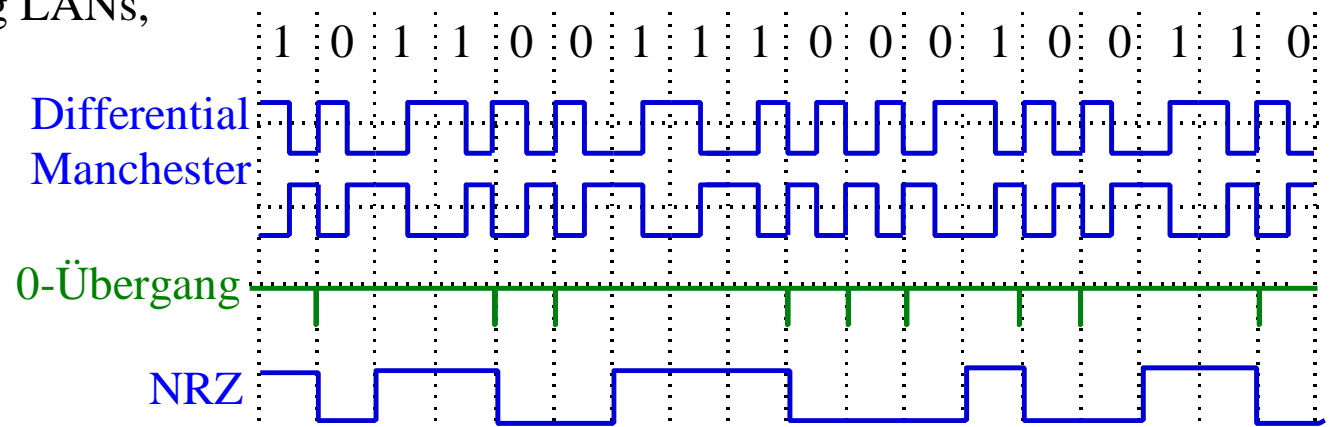 g LANs,
1 0 1 1 0 0 1 1 1 0 0 0 1 0 0 1 1 0
Differential
Manchester
0-Übergang
NRZ